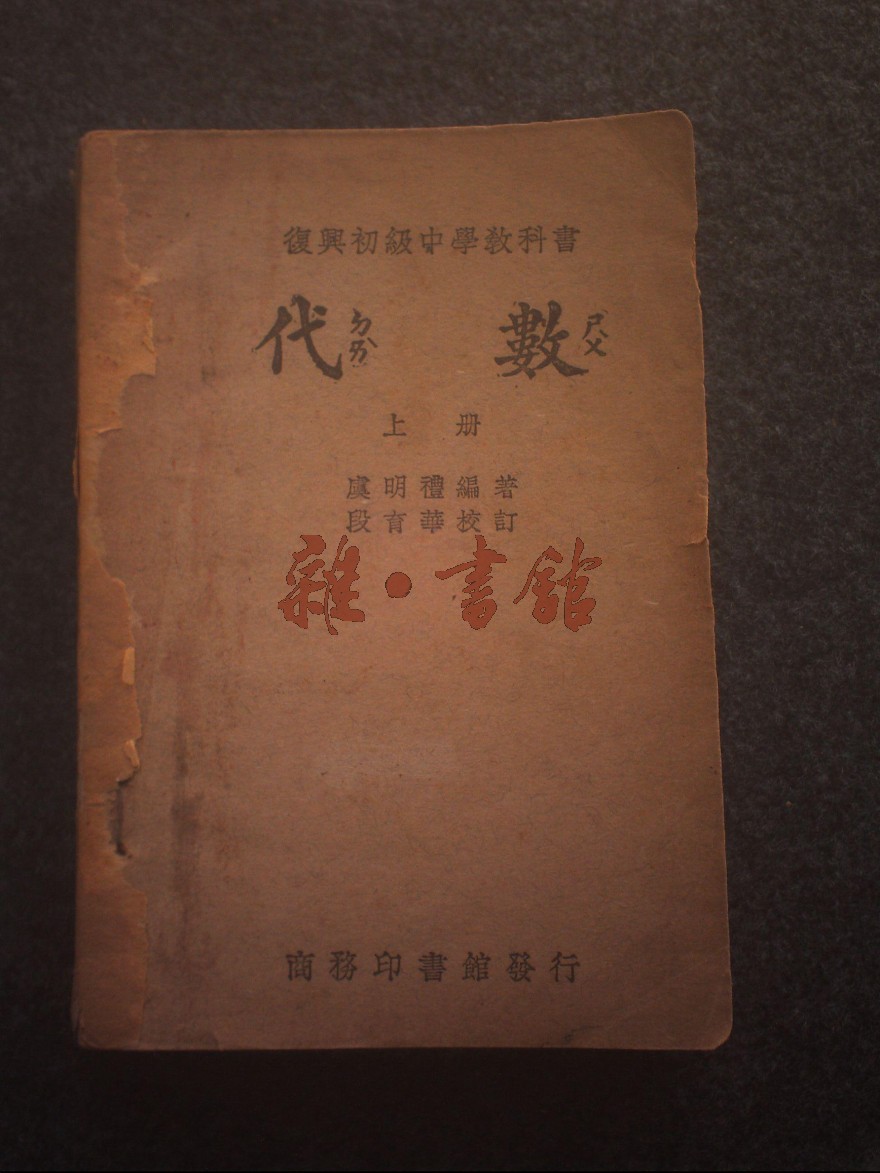 復興初級中學教科書
代ㄉㄞˋ 數ㄕㄨˋ
上冊
虞明禮編著
段育華校訂
雜·書館
商務印書館發行